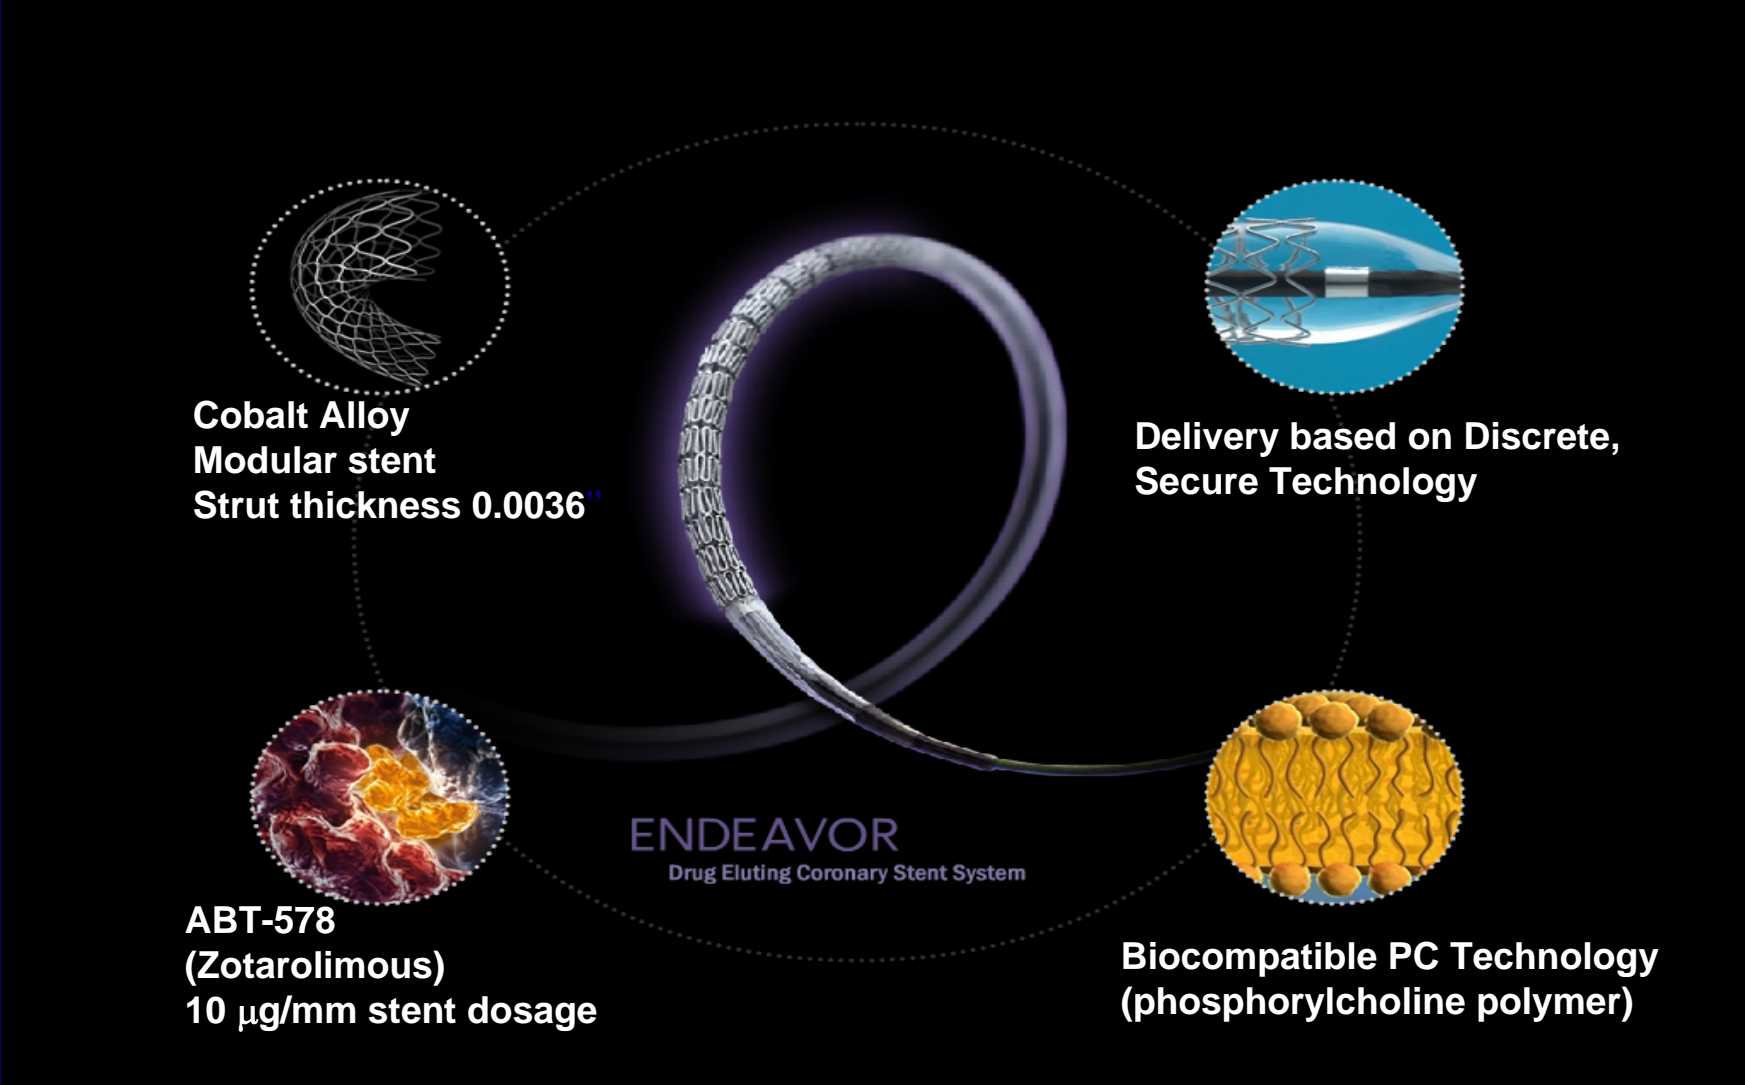 Cobalt Alloy
Modular stent
Strut thickness 0.0036"
Delivery based on Discrete,
Secure Technology
ENDEAVOR
Drug Eluting Coronary Stent System
ABT-578
(Zotarolimous)
10 μg/mm stent dosage
Biocompatible PC Technology
(phosphorylcholine polymer)